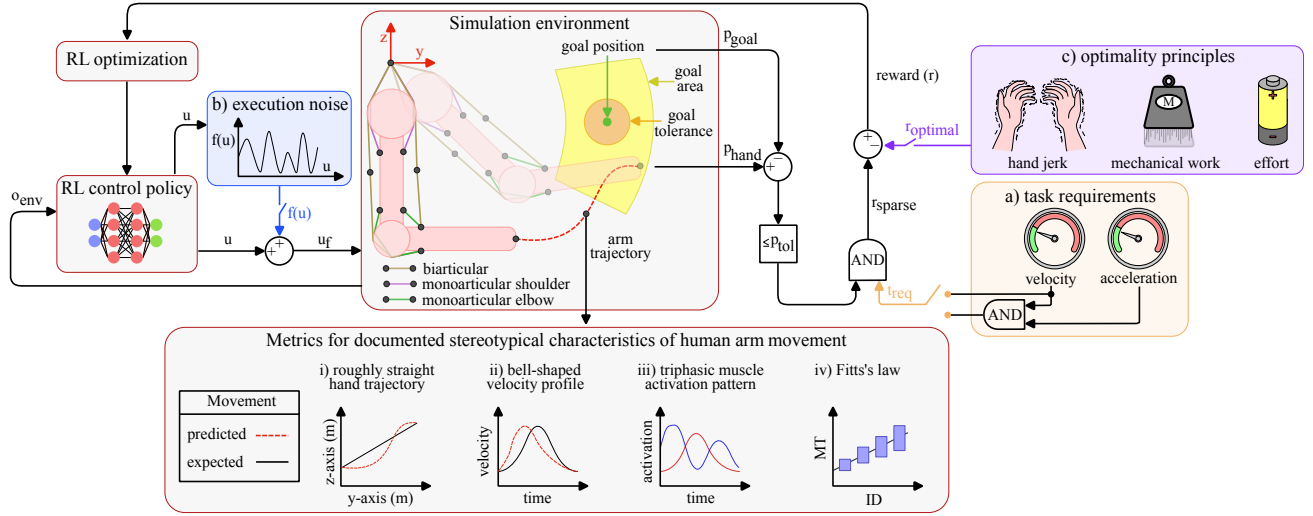 Simulation environment
RL optimization
b) execution noise
f(u)
u
u
RL control policy
o_env
f(u)
u
u_f
z
y
goal position
goal
area
goal
tolerance
arm
trajectory
biarticular
monoarticular shoulder
monoarticular elbow
p_goal
p_hand
≤p_tol
reward (r)
r_optimal
r_sparse
AND
t_req
c) optimality principles
M
hand jerk
mechanical work
effort
a) task requirements
velocity
acceleration
AND
Metrics for documented stereotypical characteristics of human arm movement
Movement
predicted
expected
i) roughly straight
hand trajectory
z-axis (m)
y-axis (m)
ii) bell-shaped
velocity profile
velocity
time
iii) triphasic muscle
activation pattern
activation
time
iv) Fitts's law
MT
ID